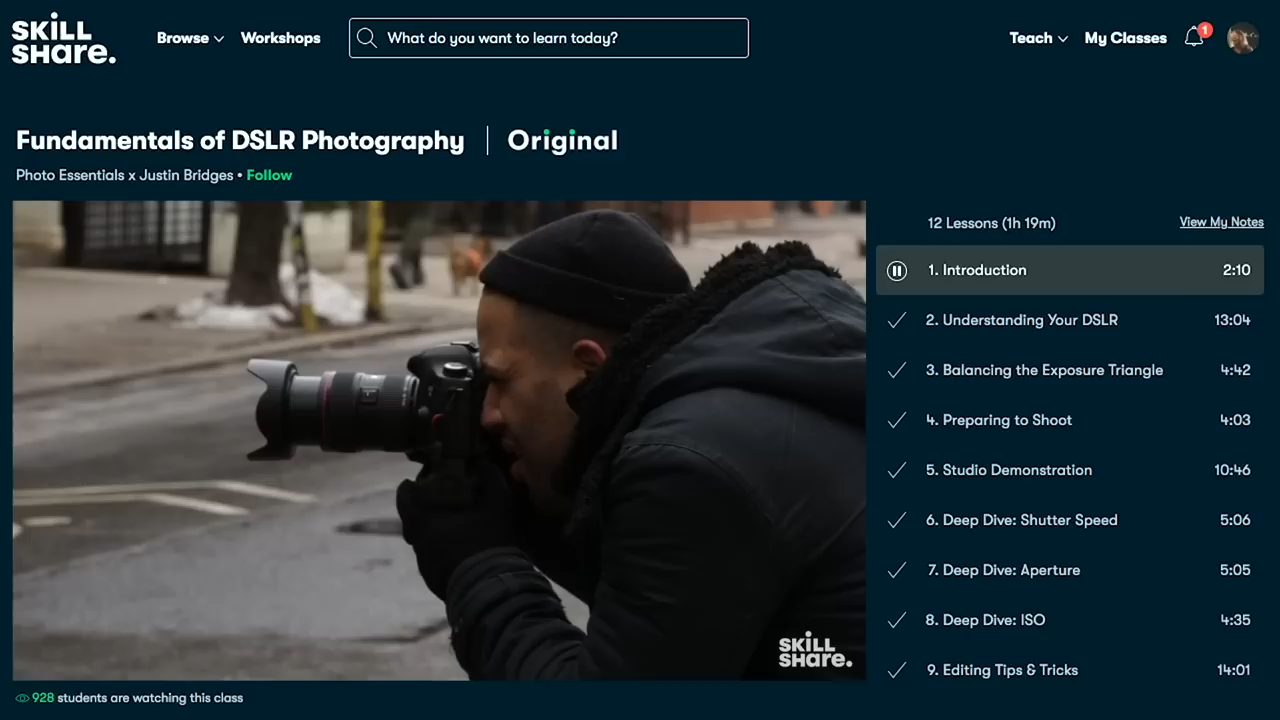 SKILL
SHare.
Browse
Workshops
What do you want to learn today?
Teach
My Classes
1
Fundamentals of DSLR Photography
Original
Photo Essentials x Justin Bridges • Follow
12 Lessons (1h 19m)
View My Notes
1. Introduction 2:10
2. Understanding Your DSLR 13:04
3. Balancing the Exposure Triangle 4:42
4. Preparing to Shoot 4:03
5. Studio Demonstration 10:46
6. Deep Dive: Shutter Speed 5:06
7. Deep Dive: Aperture 5:05
8. Deep Dive: ISO 4:35
9. Editing Tips & Tricks 14:01
SKILL
SHare.
928 students are watching this class